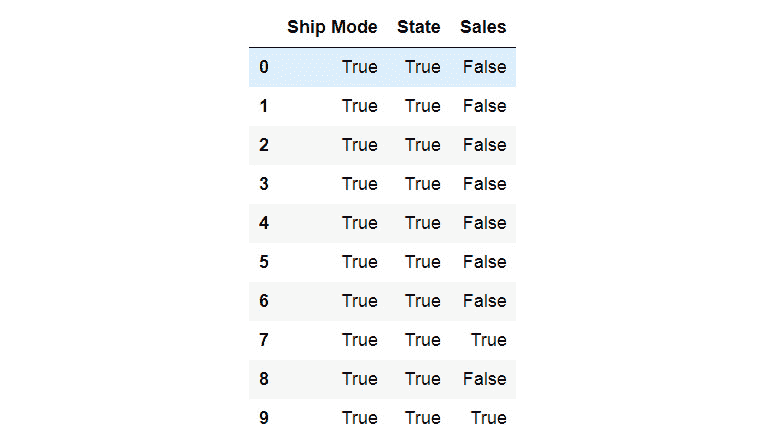 Ship Mode State Sales
0 True True False
1 True True False
2 True True False
3 True True False
4 True True False
5 True True False
6 True True False
7 True True True
8 True True False
9 True True True